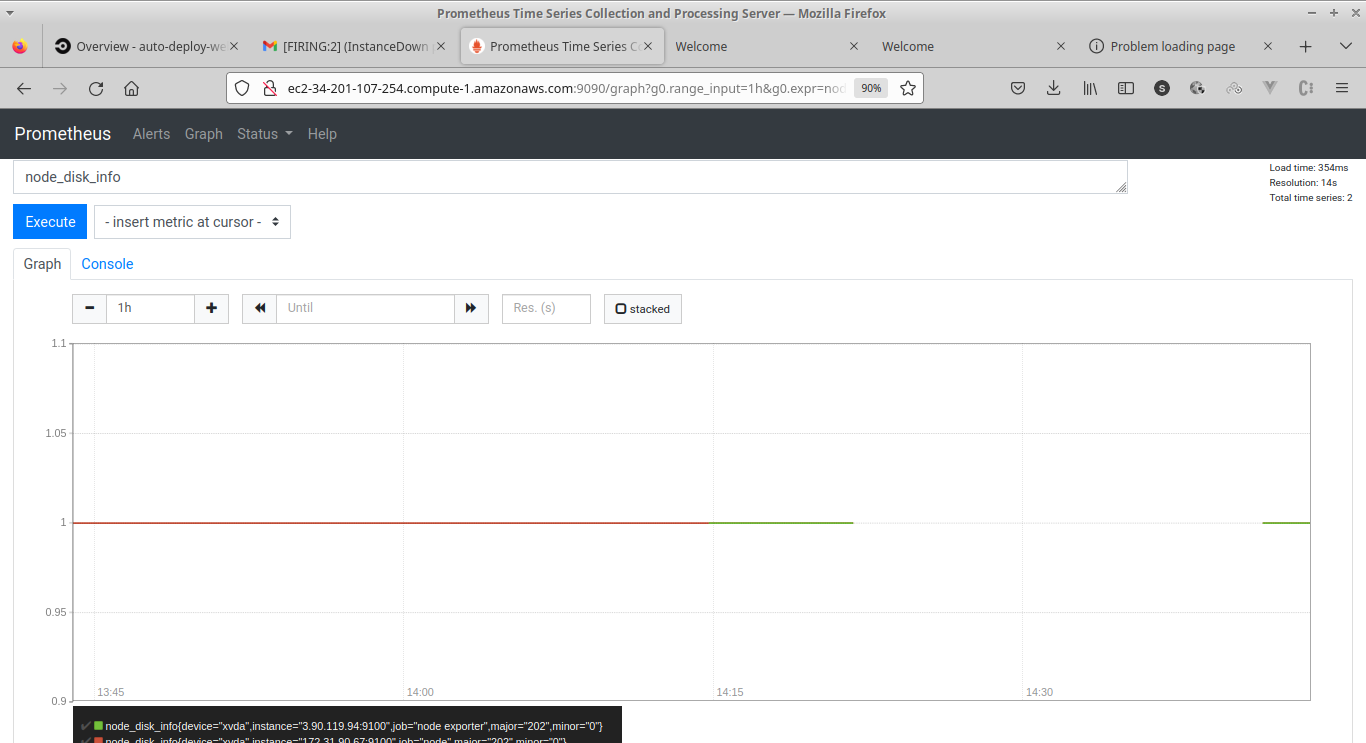 Prometheus Time Series Collection and Processing Server — Mozilla Firefox
Overview - auto-deploy-we
[FIRING:2] (InstanceDown
Prometheus Time Series C
Welcome
Welcome
Problem loading page
ec2-34-201-107-254.compute-1.amazonaws.com:9090/graph?g0.range_input=1h&g0.expr=nod
90%
Prometheus Alerts Graph Status Help
node_disk_info
Load time: 354ms
Resolution: 14s
Total time series: 2
Execute
- insert metric at cursor -
Graph Console
1h
Until
Res. (s)
stacked
1.1
1.05
1
0.95
0.9
13:45 14:00 14:15 14:30
node_disk_info{device="xvda",instance="3.90.119.94:9100",job="node exporter",major="202",minor="0"}
node_disk_info{device="xvda",instance="172.31.90.67:9100",job="node",major="202",minor="0"}